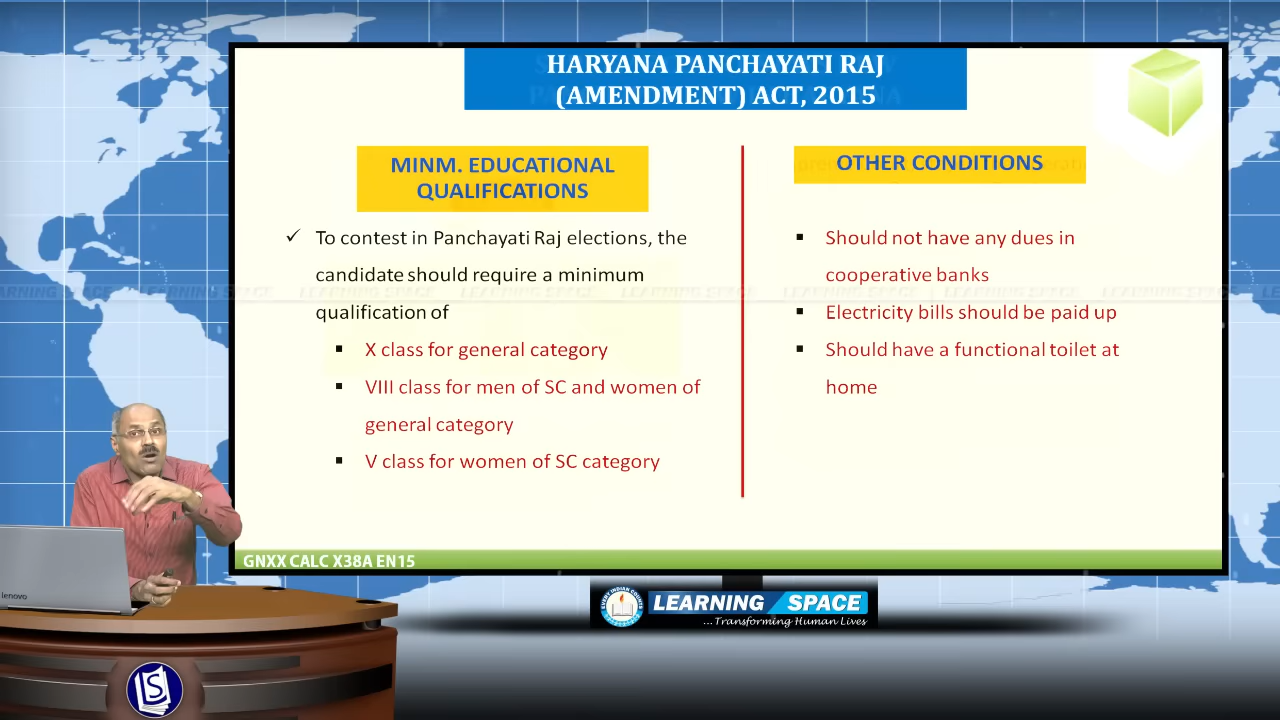 HARYANA PANCHAYATI RAJ
(AMENDMENT) ACT, 2015
MINM. EDUCATIONAL
QUALIFICATIONS
✓ To contest in Panchayati Raj elections, the
candidate should require a minimum
qualification of
▪ X class for general category
▪ VIII class for men of SC and women of
general category
▪ V class for women of SC category
OTHER CONDITIONS
▪ Should not have any dues in
cooperative banks
▪ Electricity bills should be paid up
▪ Should have a functional toilet at
home
GNXX CALC X38A EN15
lenovo
LEARNING SPACE
...Transforming Human Lives
LS